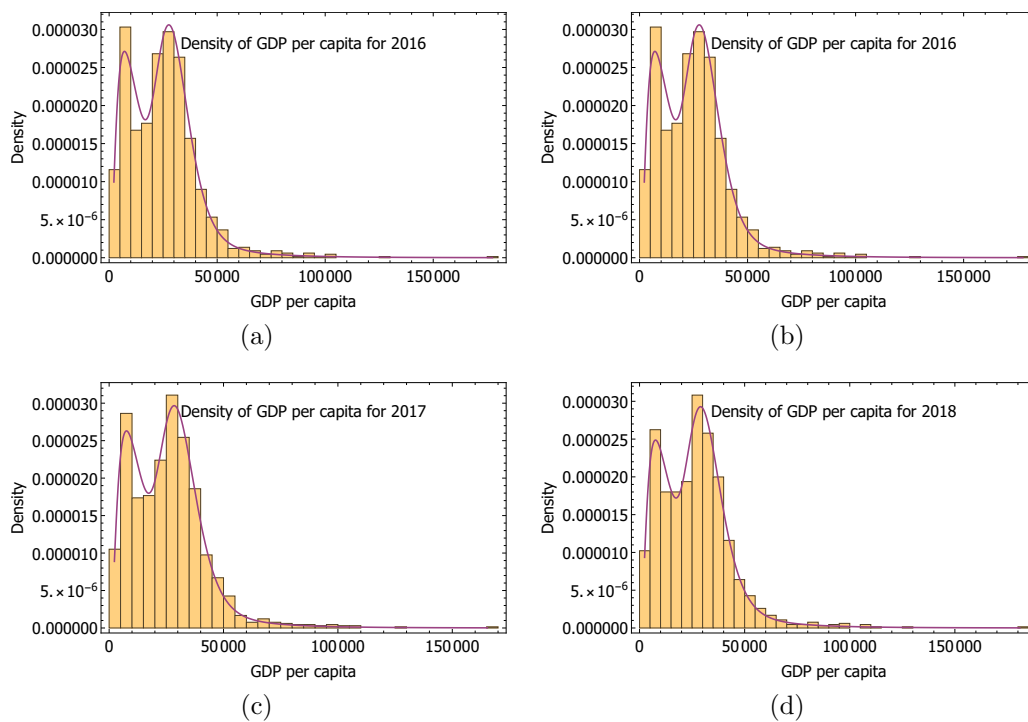 Density of GDP per capita for 2016
0.000030
0.000025
0.000020
0.000015
0.000010
5.×10⁻⁶
0.000000
Density
0 50000 100000 150000
GDP per capita
(a)
Density of GDP per capita for 2016
0.000030
0.000025
0.000020
0.000015
0.000010
5.×10⁻⁶
0.000000
Density
0 50000 100000 150000
GDP per capita
(b)
Density of GDP per capita for 2017
0.000030
0.000025
0.000020
0.000015
0.000010
5.×10⁻⁶
0.000000
Density
0 50000 100000 150000
GDP per capita
(c)
Density of GDP per capita for 2018
0.000030
0.000025
0.000020
0.000015
0.000010
5.×10⁻⁶
0.000000
Density
0 50000 100000 150000
GDP per capita
(d)